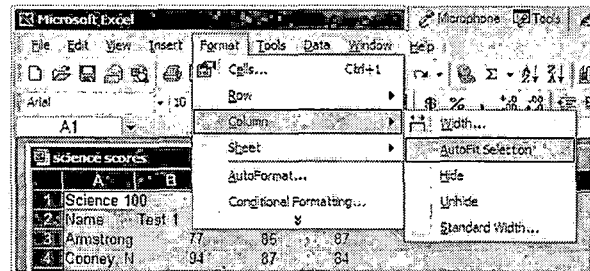 Microsoft Excel
Microphone Tools
File Edit View Insert Format Tools Data Window Help
Cells... Ctrl+1
Arial 10
Row
$ %
A1
Column
Width...
science scores
Sheet
AutoFit Selection
A B
AutoFormat...
Hide
1 Science 100
Conditional Formatting...
Unhide
2 Name Test 1
Standard Width...
3 Armstrong 77 86 87
4 Cooney, N 94 87 84